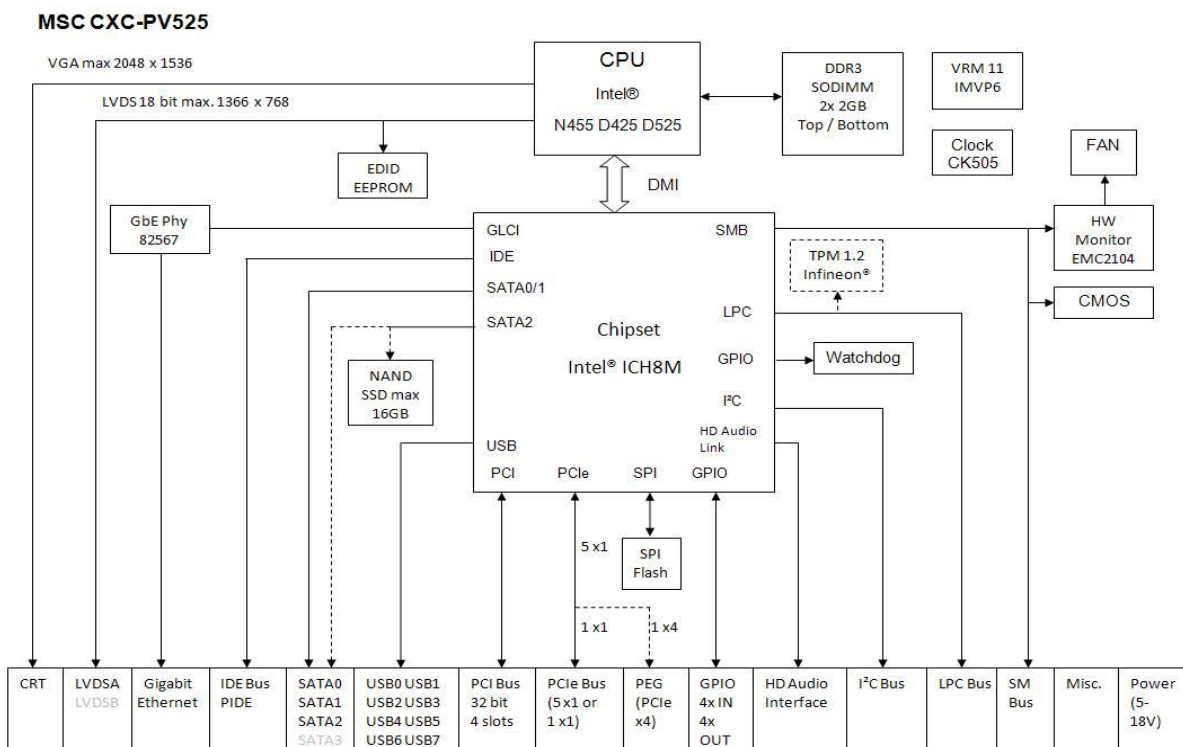 MSC CXC-PV525
VGA max 2048 x 1536
LVDS 18 bit max. 1366 x 768
CPU
Intel®
N455 D425 D525
DDR3
SODIMM
2x 2GB
Top / Bottom
VRM 11
IMVP6
Clock
CK505
FAN
EDID
EEPROM
DMI
GbE Phy
82567
HW
Monitor
EMC2104
CMOS
TPM 1.2
Infineon®
Watchdog
NAND
SSD max
16GB
GLCI
IDE
SATA0/1
SATA2
USB
PCI
PCIe
SPI
GPIO
SMB
LPC
GPIO
I²C
HD Audio
Link
Chipset
Intel® ICH8M
5 x1
1 x1
1 x4
SPI
Flash
CRT
LVDSA
LVDSB
Gigabit
Ethernet
IDE Bus
PIDE
SATA0
SATA1
SATA2
SATA3
USB0 USB1
USB2 USB3
USB4 USB5
USB6 USB7
PCI Bus
32 bit
4 slots
PCIe Bus
(5 x1 or
1 x1)
PEG
(PCIe
x4)
GPIO
4x IN
4x
OUT
HD Audio
Interface
I²C Bus
LPC Bus
SM
Bus
Misc.
Power
(5-
18V)